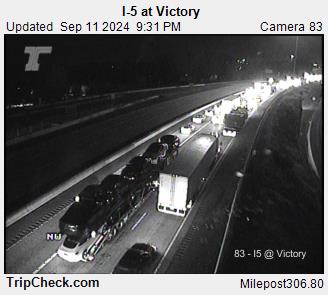 I-5 at Victory
Updated Sep 11 2024 9:31 PM Camera 83
T
NW
83 - I5 @ Victory
TripCheck.com Milepost306.80